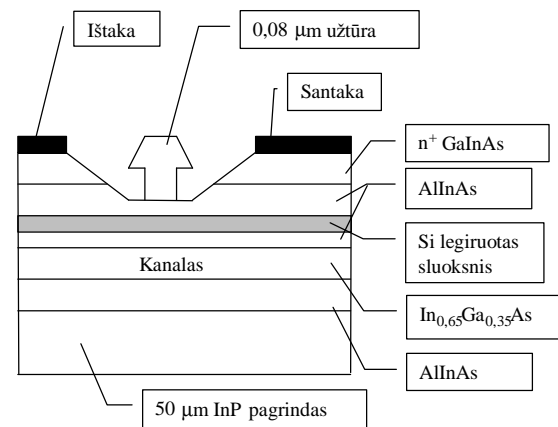 Ištaka
0,08 μm užtūra
Santaka
n⁺ GaInAs
AlInAs
Si legiruotas
sluoksnis
Kanalas
In₀,₆₅Ga₀,₃₅As
AlInAs
50 μm InP pagrindas